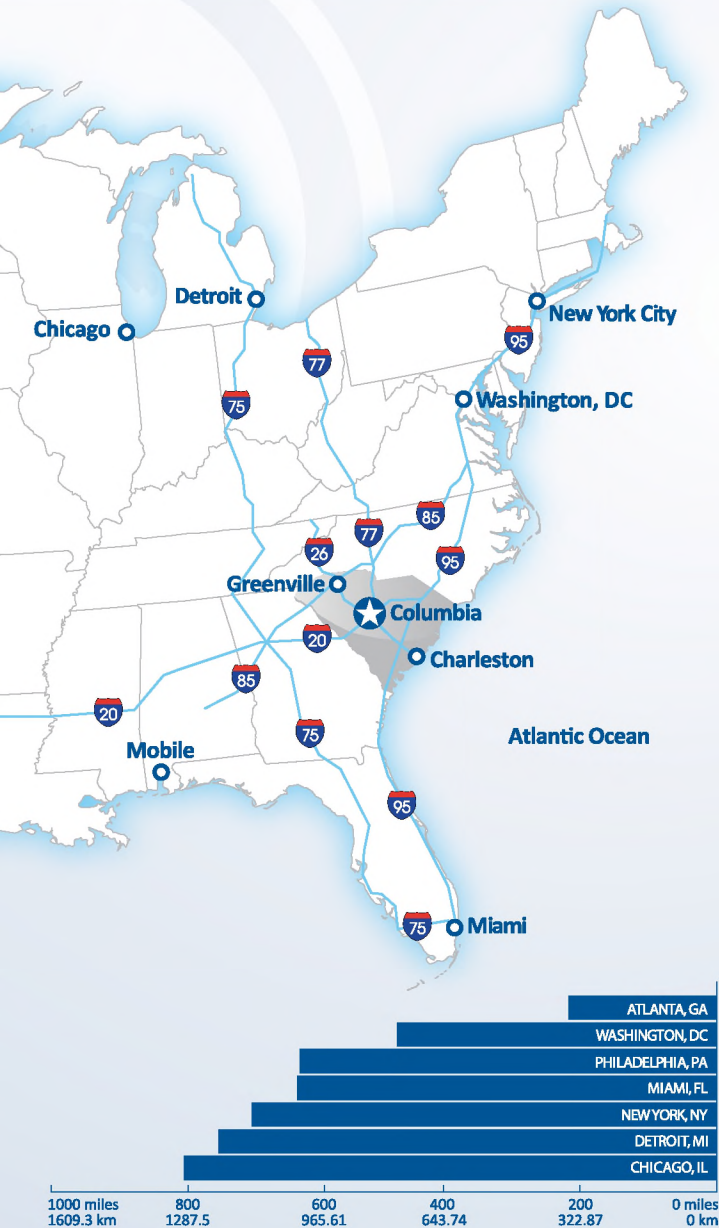 Detroit
Chicago
New York City
95
77
75
Washington, DC
85
77
26
95
Greenville
Columbia
20
Charleston
85
20
75
Atlantic Ocean
Mobile
95
75
Miami
ATLANTA, GA
WASHINGTON, DC
PHILADELPHIA, PA
MIAMI, FL
NEW YORK, NY
DETROIT, MI
CHICAGO, IL
1000 miles 800 600 400 200 0 miles
1609.3 km 1287.5 965.61 643.74 322.87 0 km